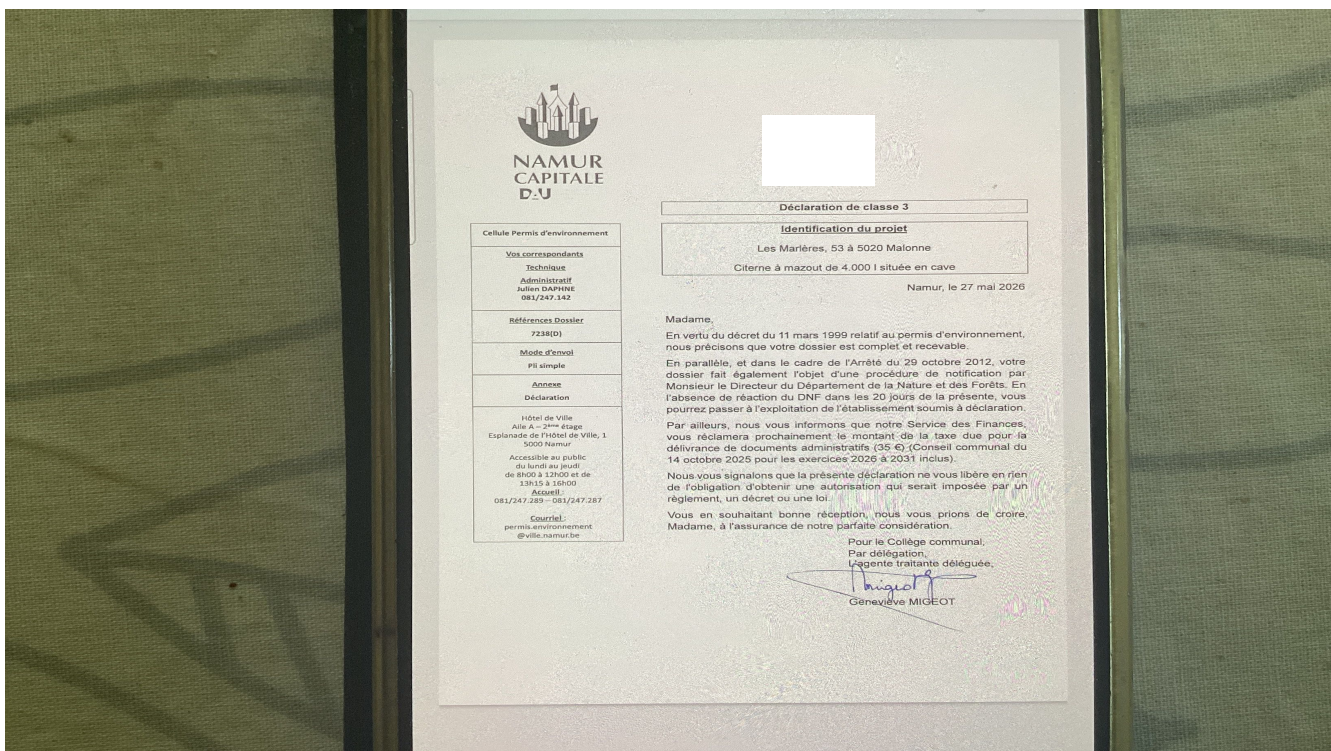 NAMUR
CAPITALE
Déclaration de classe 3
Identification du projet
Les Marlères, 53 à 5020 Malonne
Citerne à mazout de 4.000 l située en cave
Namur, le 27 mai 2026
Cellule Permis d'environnement
Vos correspondants
Technique
Administratif
Julien DAPHNE
081/247.142
Références Dossier
7238(D)
Mode d'envoi
Pli simple
Annexe
Déclaration
Hôtel de Ville
Aile A – 2ème étage
Esplanade de l'Hôtel de Ville, 1
5000 Namur
Accessible au public
du lundi au jeudi
de 8h00 à 12h00 et de
13h15 à 16h00
Accueil :
081/247.289 – 081/247.287
Courriel :
permis.environnement
@ville.namur.be
Madame,
En vertu du décret du 11 mars 1999 relatif au permis d'environnement,
nous précisons que votre dossier est complet et recevable.
En parallèle, et dans le cadre de l'Arrêté du 29 octobre 2012, votre
dossier fait également l'objet d'une procédure de notification par
Monsieur le Directeur du Département de la Nature et des Forêts. En
l'absence de réaction du DNF dans les 20 jours de la présente, vous
pourrez passer à l'exploitation de l'établissement soumis à déclaration.
Par ailleurs, nous vous informons que notre Service des Finances,
vous réclamera prochainement le montant de la taxe due pour la
délivrance de documents administratifs (35 €) (Conseil communal du
14 octobre 2025 pour les exercices 2026 à 2031 inclus).
Nous vous signalons que la présente déclaration ne vous libère en rien
de l'obligation d'obtenir une autorisation qui serait imposée par un
règlement, un décret ou une loi.
Vous en souhaitant bonne réception, nous vous prions de croire,
Madame, à l'assurance de notre parfaite considération.
Pour le Collège communal,
Par délégation,
L'agente traitante déléguée,
Geneviève MIGEOT